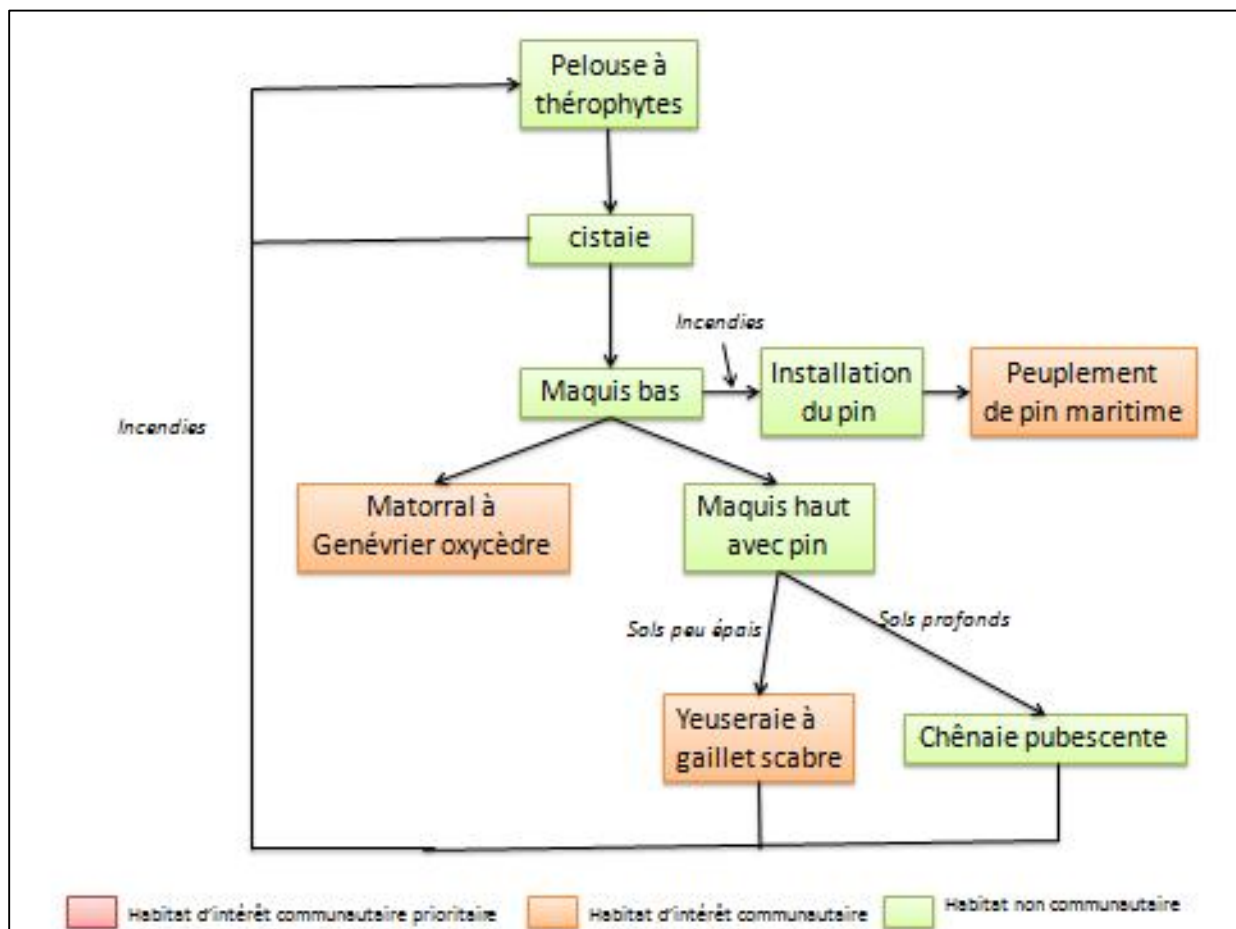 Pelouse à
thérophytes
cistaie
Incendies
Maquis bas
Installation
du pin
Peuplement
de pin maritime
Incendies
Matorral à
Genévrier oxycèdre
Maquis haut
avec pin
Sols peu épais
Sols profonds
Yeuseraie à
gaillet scabre
Chênaie pubescente
Habitat d'intérêt communautaire prioritaire
Habitat d'intérêt communautaire
Habitat non communautaire